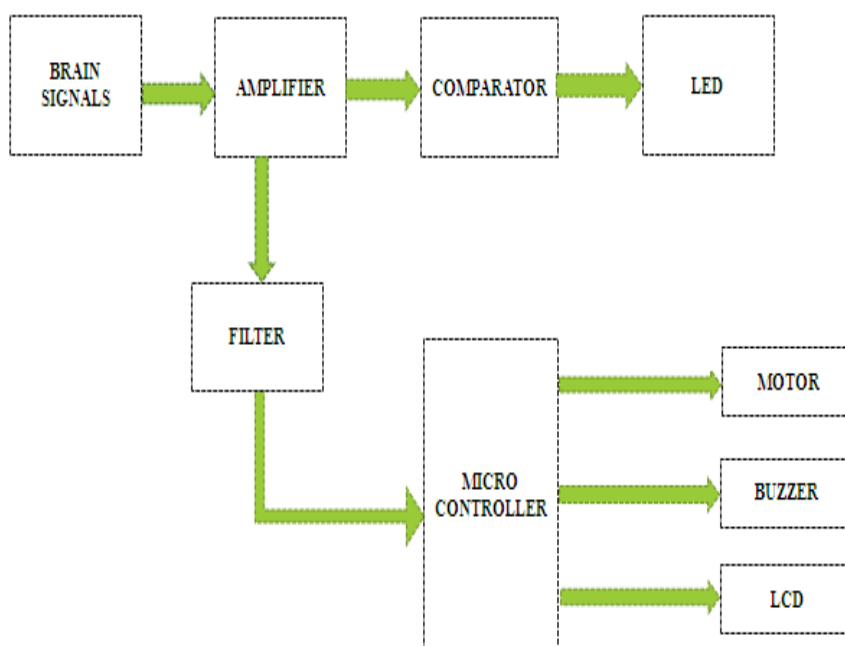 BRAIN
SIGNALS
AMPLIFIER
COMPARATOR
LED
FILTER
MICRO
CONTROLLER
MOTOR
BUZZER
LCD